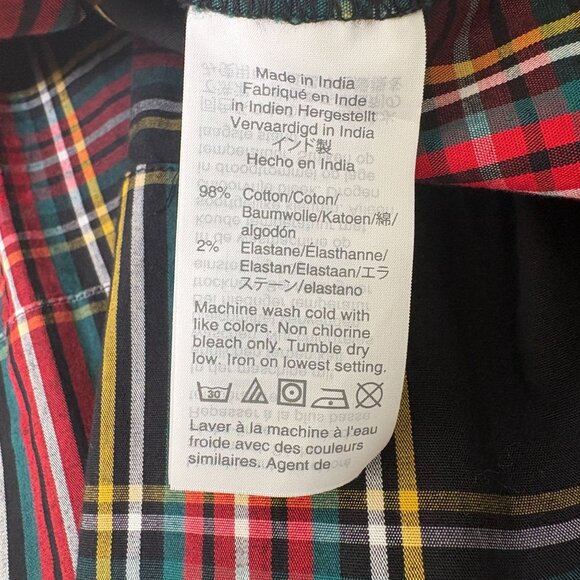 Made in India
Fabriqué en Inde
in Indien Hergestellt
Vervaardigd in India
インド製
Hecho en India
98% Cotton/Coton/
Baumwolle/Katoen/綿/
algodón
2% Elastane/Élasthanne/
Elastan/Elastaan/エラ
ステーン/elastano
Machine wash cold with
like colors. Non chlorine
bleach only. Tumble dry
low. Iron on lowest setting.
30
Laver à la machine à l'eau
froide avec des couleurs
similaires. Agent de